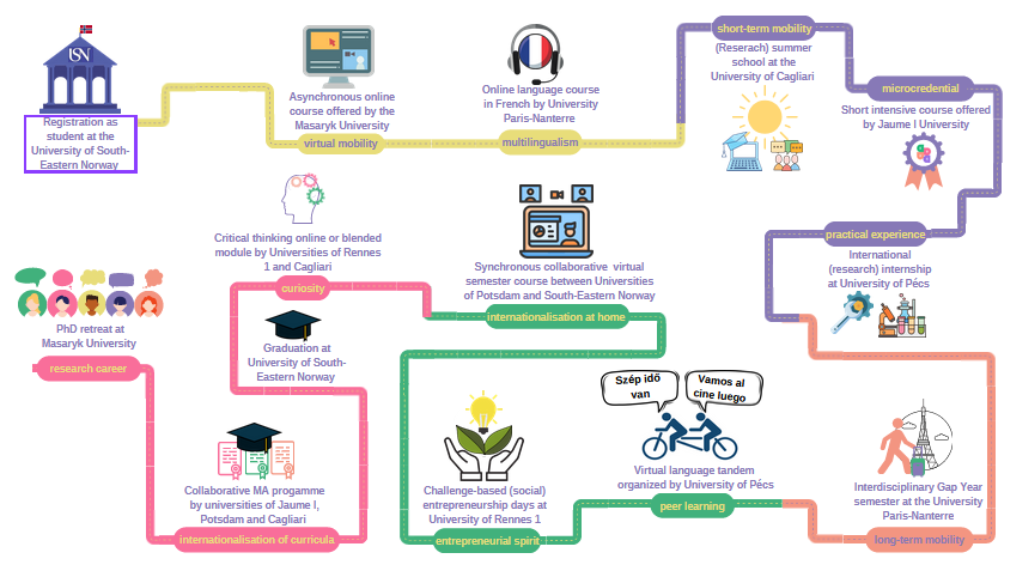 USN
Registration as
student at the
University of South-
Eastern Norway
Asynchronous online
course offered by the
Masaryk University
virtual mobility
Online language course
in French by University
Paris-Nanterre
multilingualism
short-term mobility
(Reserach) summer
school at the
University of Cagliari
microcredential
Short intensive course offered
by Jaume I University
practical experience
International
(research) internship
at University of Pécs
Interdisciplinary Gap Year
semester at the University
Paris-Nanterre
long-term mobility
Szép idő
van
Vamos al
cine luego
Virtual language tandem
organized by University of Pécs
peer learning
Challenge-based (social)
entrepreneurship days at
University of Rennes 1
entrepreneurial spirit
Synchronous collaborative virtual
semester course between Universities
of Potsdam and South-Eastern Norway
internationalisation at home
Critical thinking online or blended
module by Universities of Rennes
1 and Cagliari
curiosity
Graduation at
University of South-
Eastern Norway
Collaborative MA progamme
by universities of Jaume I,
Potsdam and Cagliari
internationalisation of curricula
PhD retreat at
Masaryk University
research career